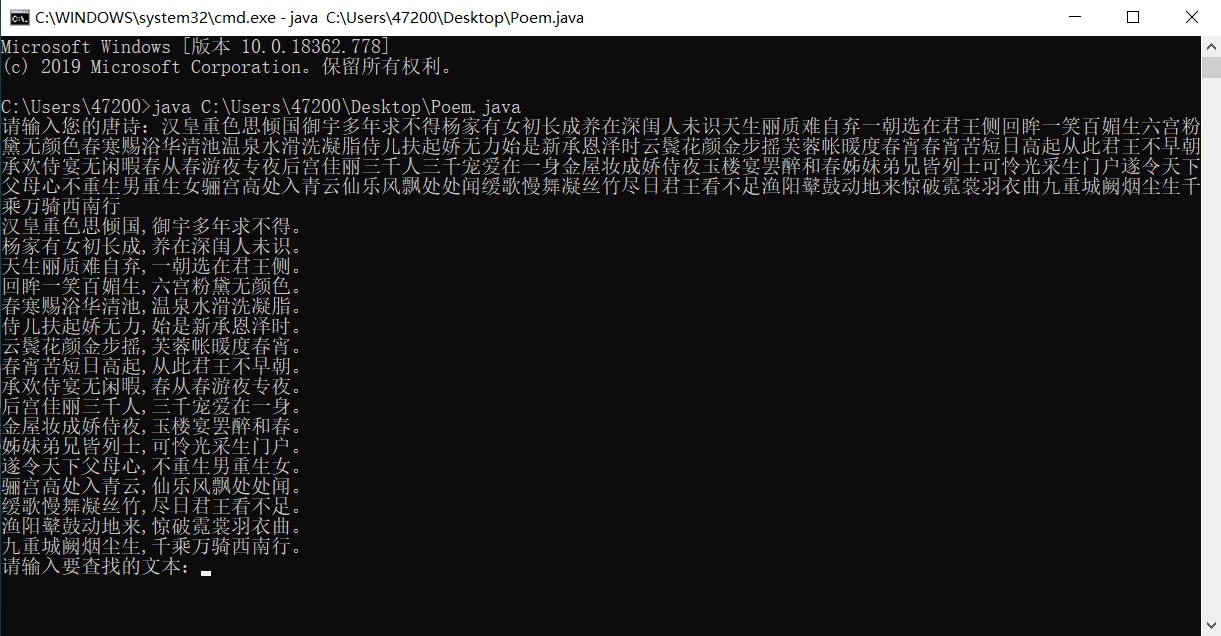 C:\WINDOWS\system32\cmd.exe - java C:\Users\47200\Desktop\Poem.java
Microsoft Windows [版本 10.0.18362.778]
(c) 2019 Microsoft Corporation。保留所有权利。
C:\Users\47200>java C:\Users\47200\Desktop\Poem.java
请输入您的唐诗：汉皇重色思倾国御宇多年求不得杨家有女初长成养在深闺人未识天生丽质难自弃一朝选在君王侧回眸一笑百媚生六宫粉
黛无颜色春寒赐浴华清池温泉水滑洗凝脂侍儿扶起娇无力始是新承恩泽时云鬓花颜金步摇芙蓉帐暖度春宵春宵苦短日高起从此君王不早朝
承欢侍宴无闲暇春从春游夜专夜后宫佳丽三千人三千宠爱在一身金屋妆成娇侍夜玉楼宴罢醉和春姊妹弟兄皆列士可怜光采生门户遂令天下
父母心不重生男重生女骊宫高处入青云仙乐风飘处处闻缓歌慢舞凝丝竹尽日君王看不足渔阳鼙鼓动地来惊破霓裳羽衣曲九重城阙烟尘生千
乘万骑西南行
汉皇重色思倾国,御宇多年求不得。
杨家有女初长成,养在深闺人未识。
天生丽质难自弃,一朝选在君王侧。
回眸一笑百媚生,六宫粉黛无颜色。
春寒赐浴华清池,温泉水滑洗凝脂。
侍儿扶起娇无力,始是新承恩泽时。
云鬓花颜金步摇,芙蓉帐暖度春宵。
春宵苦短日高起,从此君王不早朝。
承欢侍宴无闲暇,春从春游夜专夜。
后宫佳丽三千人,三千宠爱在一身。
金屋妆成娇侍夜,玉楼宴罢醉和春。
姊妹弟兄皆列士,可怜光采生门户。
遂令天下父母心,不重生男重生女。
骊宫高处入青云,仙乐风飘处处闻。
缓歌慢舞凝丝竹,尽日君王看不足。
渔阳鼙鼓动地来,惊破霓裳羽衣曲。
九重城阙烟尘生,千乘万骑西南行。
请输入要查找的文本：